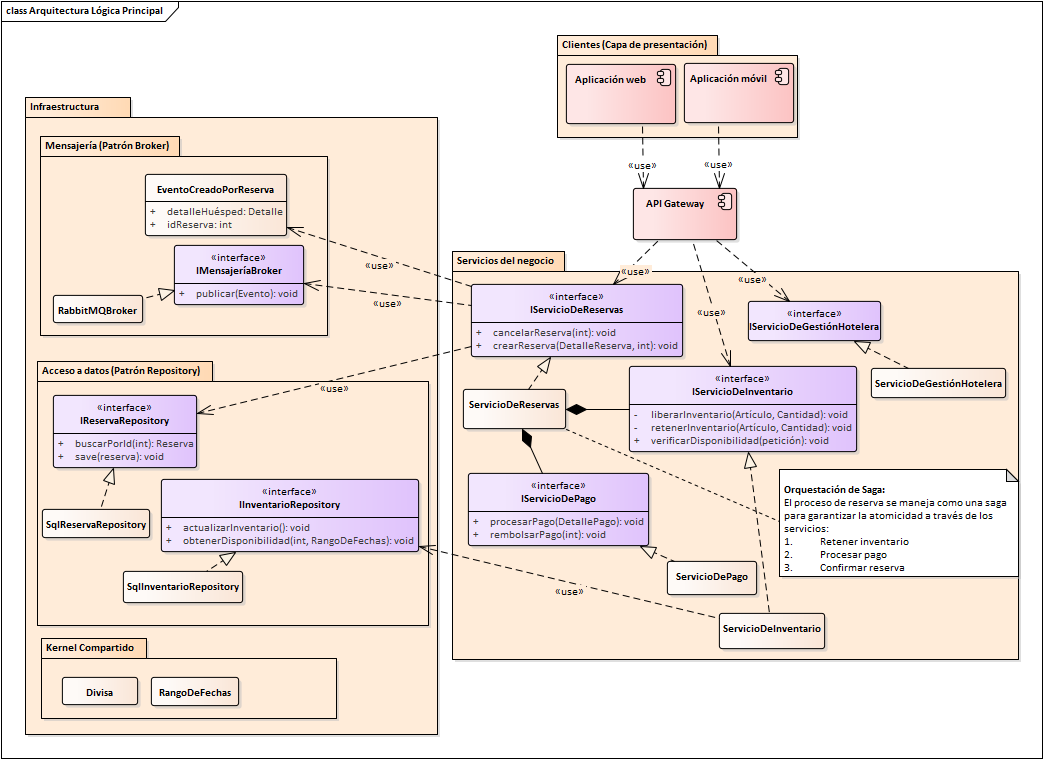 class Arquitectura Lógica Principal
Clientes (Capa de presentación)
Aplicación web
Aplicación móvil
«use»
«use»
API Gateway
Infraestructura
Mensajería (Patrón Broker)
EventoCreadoPorReserva
+ detalleHuésped: Detalle
+ idReserva: int
«interface»
IMensajeríaBroker
+ publicar(Evento): void
RabbitMQBroker
«use»
«use»
Acceso a datos (Patrón Repository)
«interface»
IReservaRepository
+ buscarPorId(int): Reserva
+ save(reserva): void
«use»
SqlReservaRepository
«interface»
IInventarioRepository
+ actualizarInventario(): void
+ obtenerDisponibilidad(int, RangoDeFechas): void
SqlInventarioRepository
Kernel Compartido
Divisa
RangoDeFechas
Servicios del negocio
«use»
«use»
«use»
«interface»
IServicioDeReservas
+ cancelarReserva(int): void
+ crearReserva(DetalleReserva, int): void
«interface»
IServicioDeGestiónHotelera
ServicioDeGestiónHotelera
ServicioDeReservas
«interface»
IServicioDeInventario
- liberarInventario(Artículo, Cantidad): void
- retenerInventario(Artículo, Cantidad): void
+ verificarDisponibilidad(petición): void
«interface»
IServicioDePago
+ procesarPago(DetallePago): void
+ rembolsarPago(int): void
Orquestación de Saga:
El proceso de reserva se maneja como una saga
para garantizar la atomicidad a través de los
servicios:
1. Retener inventario
2. Procesar pago
3. Confirmar reserva
ServicioDePago
«use»
ServicioDeInventario